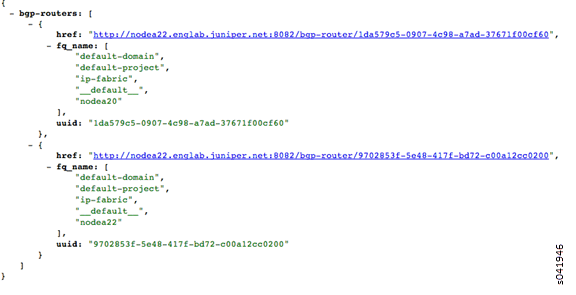 {
- bgp-routers: [
- {
href: "http://nodea22.englab.juniper.net:8082/bgp-router/1da579c5-0907-4c98-a7ad-37671f00cf60",
- fq_name: [
"default-domain",
"default-project",
"ip-fabric",
"__default__",
"nodea20"
],
uuid: "1da579c5-0907-4c98-a7ad-37671f00cf60"
},
- {
href: "http://nodea22.englab.juniper.net:8082/bgp-router/9702853f-5e48-417f-bd72-c00a12cc0200",
- fq_name: [
"default-domain",
"default-project",
"ip-fabric",
"__default__",
"nodea22"
],
uuid: "9702853f-5e48-417f-bd72-c00a12cc0200"
}
]
}
s041946